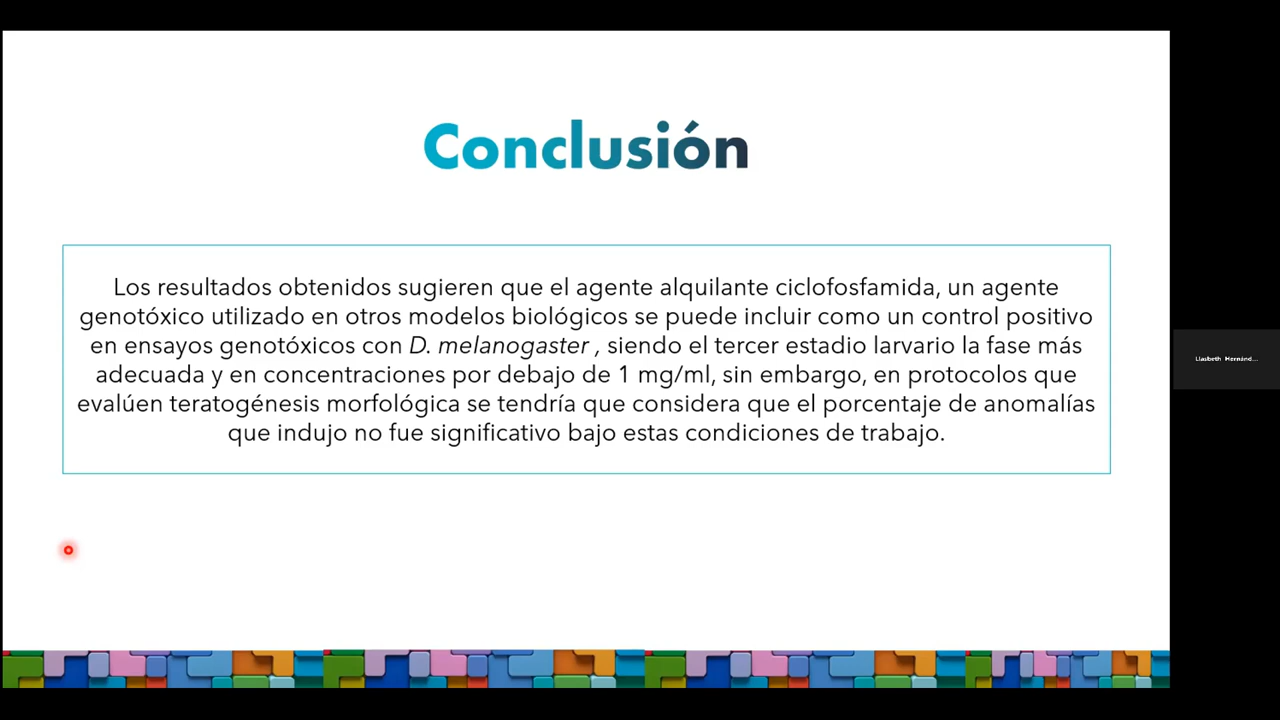 Conclusión
Los resultados obtenidos sugieren que el agente alquilante ciclofosfamida, un agente
genotóxico utilizado en otros modelos biológicos se puede incluir como un control positivo
en ensayos genotóxicos con D. melanogaster , siendo el tercer estadio larvario la fase más
adecuada y en concentraciones por debajo de 1 mg/ml, sin embargo, en protocolos que
evalúen teratogénesis morfológica se tendría que considera que el porcentaje de anomalías
que indujo no fue significativo bajo estas condiciones de trabajo.
Hernánd...